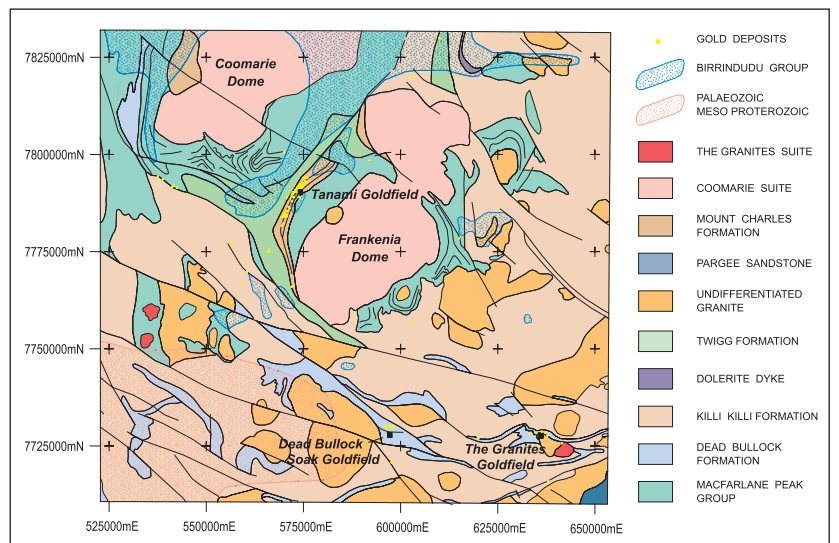 7825000mN
7800000mN
7775000mN
7750000mN
7725000mN
525000mE
550000mE
575000mE
600000mE
625000mE
650000mE
Coomarie
Dome
Tanami Goldfield
Frankenia
Dome
Dead Bullock
Soak Goldfield
The Granites
Goldfield
GOLD DEPOSITS
BIRRINDUDU GROUP
PALAEOZOIC
MESO PROTEROZOIC
THE GRANITES SUITE
COOMARIE SUITE
MOUNT CHARLES
FORMATION
PARGEE SANDSTONE
UNDIFFERENTIATED
GRANITE
TWIGG FORMATION
DOLERITE DYKE
KILLI KILLI FORMATION
DEAD BULLOCK
FORMATION
MACFARLANE PEAK
GROUP